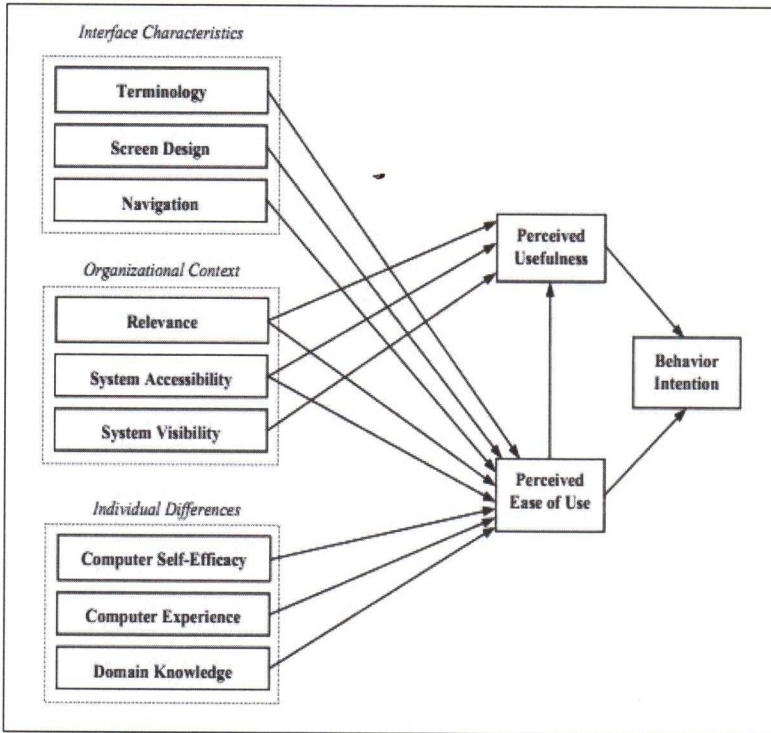 Interface Characteristics
Terminology
Screen Design
Navigation
Organizational Context
Relevance
System Accessibility
System Visibility
Individual Differences
Computer Self-Efficacy
Computer Experience
Domain Knowledge
Perceived
Usefulness
Perceived
Ease of Use
Behavior
Intention